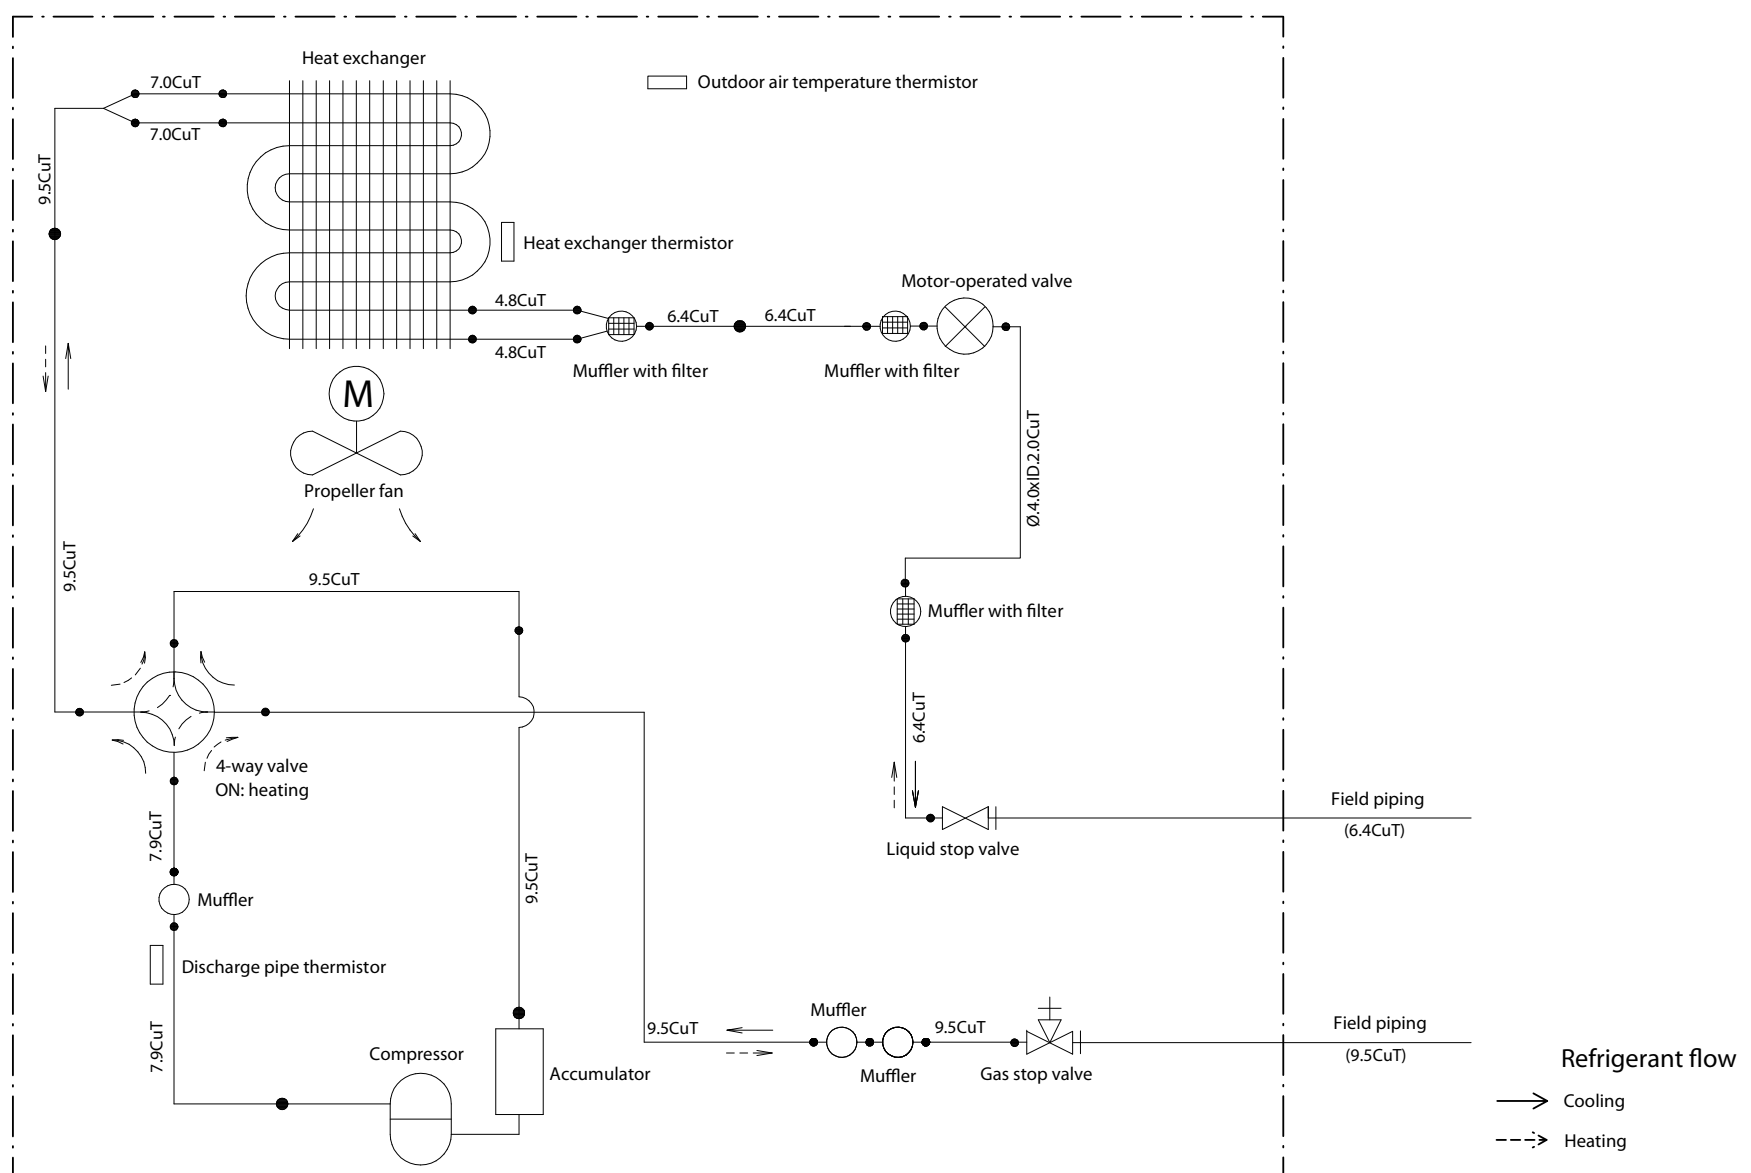 Heat exchanger
7.0CuT
Outdoor air temperature thermistor
7.0CuT
9.5CuT
Heat exchanger thermistor
Motor-operated valve
4.8CuT
6.4CuT
6.4CuT
4.8CuT
Muffler with filter
Muffler with filter
M
Ø.4.0xID.2.0CuT
Propeller fan
9.5CuT
9.5CuT
Muffler with filter
6.4CuT
4-way valve
ON: heating
Field piping
(6.4CuT)
7.9CuT
Liquid stop valve
9.5CuT
Muffler
Discharge pipe thermistor
7.9CuT
Muffler
9.5CuT
9.5CuT
Field piping
(9.5CuT)
Compressor
Accumulator
Muffler
Gas stop valve
Refrigerant flow
Cooling
Heating